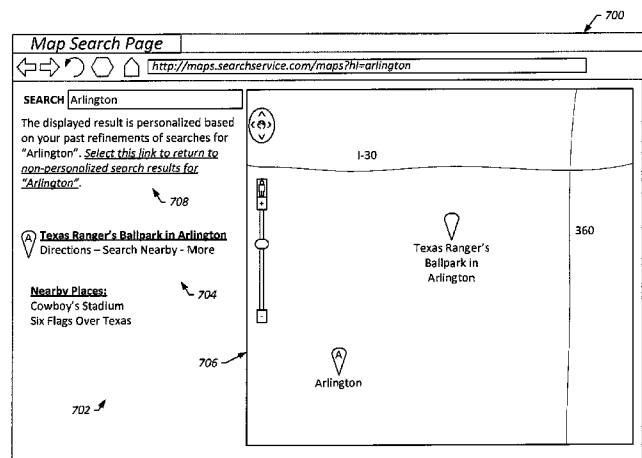 700
Map Search Page
http://maps.searchservice.com/maps?hl=arlington
SEARCH Arlington
The displayed result is personalized based
on your past refinements of searches for
"Arlington". Select this link to return to
non-personalized search results for
"Arlington".
708
A Texas Ranger's Ballpark in Arlington
Directions – Search Nearby - More
704
Nearby Places:
Cowboy's Stadium
Six Flags Over Texas
702
I-30
+
-
360
Texas Ranger's
Ballpark in
Arlington
706
A
Arlington